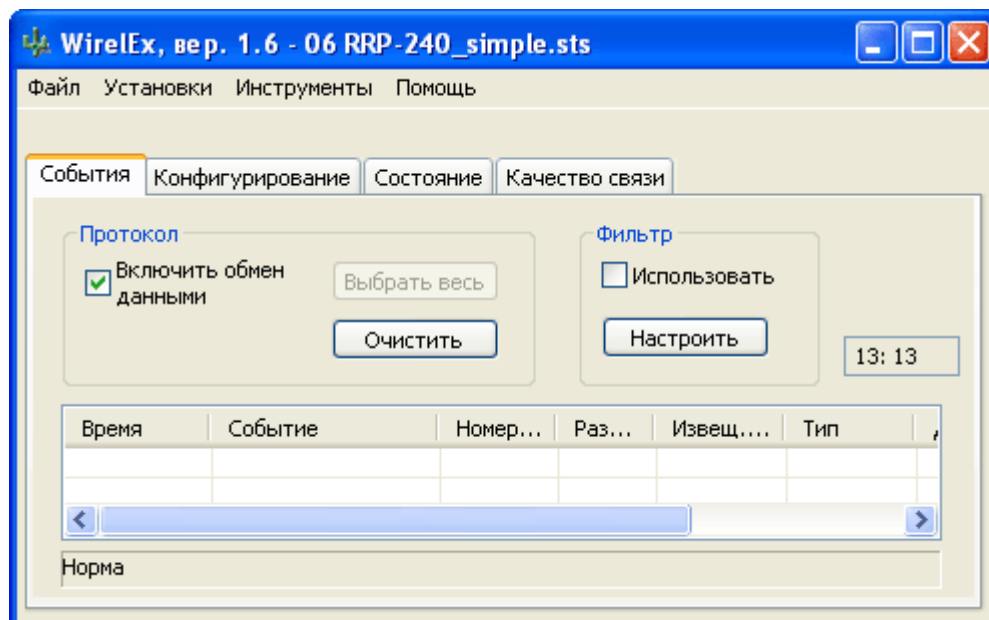 WirelEx, вер. 1.6 - 06 RRP-240_simple.sts
Файл Установки Инструменты Помощь
События Конфигурирование Состояние Качество связи
Протокол Фильтр
Включить обмен данными Выбрать весь Использовать
Очистить Настроить
13: 13
Время Событие Номер... Раз... Извещ.... Тип
Норма